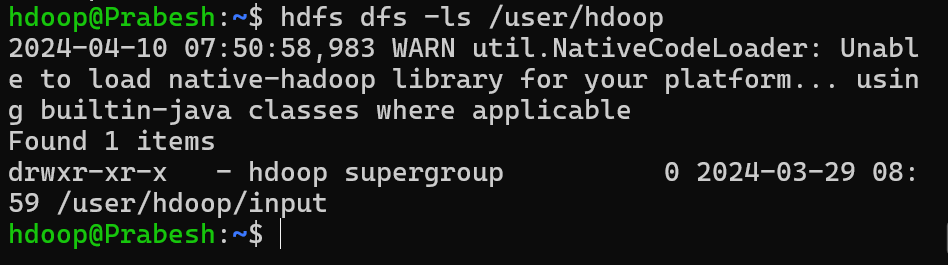 hdoop@Prabesh:~$ hdfs dfs -ls /user/hdoop
2024-04-10 07:50:58,983 WARN util.NativeCodeLoader: Unabl
e to load native-hadoop library for your platform... usin
g builtin-java classes where applicable
Found 1 items
drwxr-xr-x   - hdoop supergroup          0 2024-03-29 08:
59 /user/hdoop/input
hdoop@Prabesh:~$